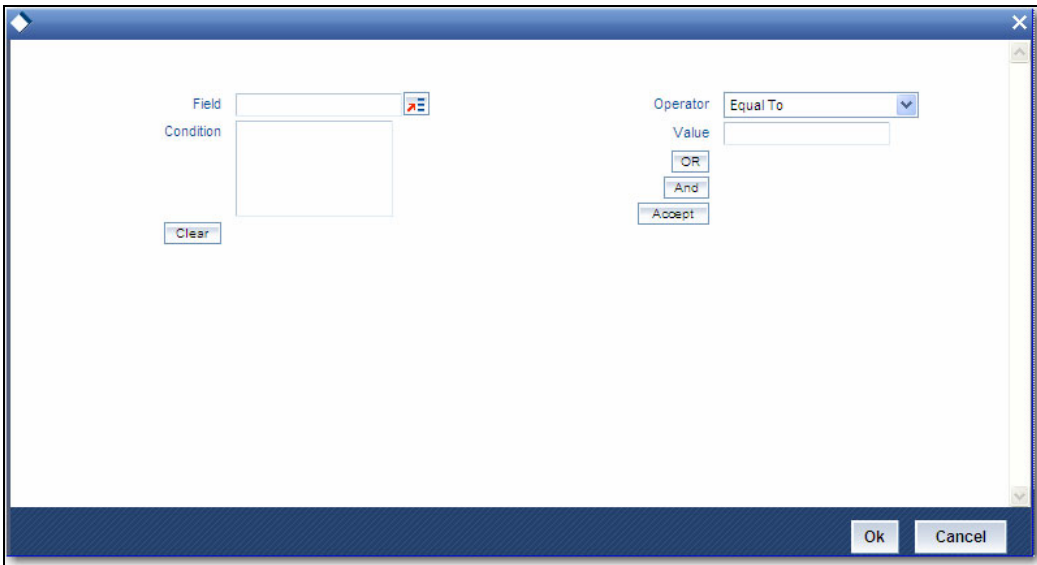 Field
Operator Equal To
Condition
Value
OR
And
Accept
Clear
Ok Cancel